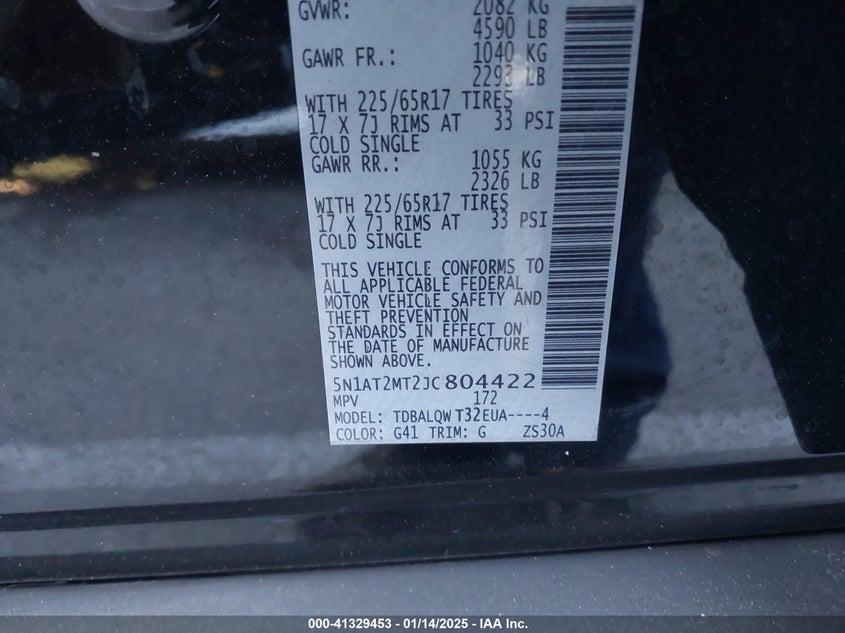 GVWR: 2082 KG
4590 LB
GAWR FR.: 1040 KG
2293 LB
WITH 225/65R17 TIRES
17 X 7J RIMS AT 33 PSI
COLD SINGLE
GAWR RR.: 1055 KG
2326 LB
WITH 225/65R17 TIRES
17 X 7J RIMS AT 33 PSI
COLD SINGLE
THIS VEHICLE CONFORMS TO
ALL APPLICABLE FEDERAL
MOTOR VEHICLE SAFETY AND
THEFT PREVENTION
STANDARDS IN EFFECT ON
THE DATE OF MANUFACTURE
SHOWN ABOVE.
5N1AT2MT2JC804422
MPV 172
MODEL: TDBALQW T32EUA----4
COLOR: G41 TRIM: G ZS30A
000-41329453 - 01/14/2025 - IAA Inc.